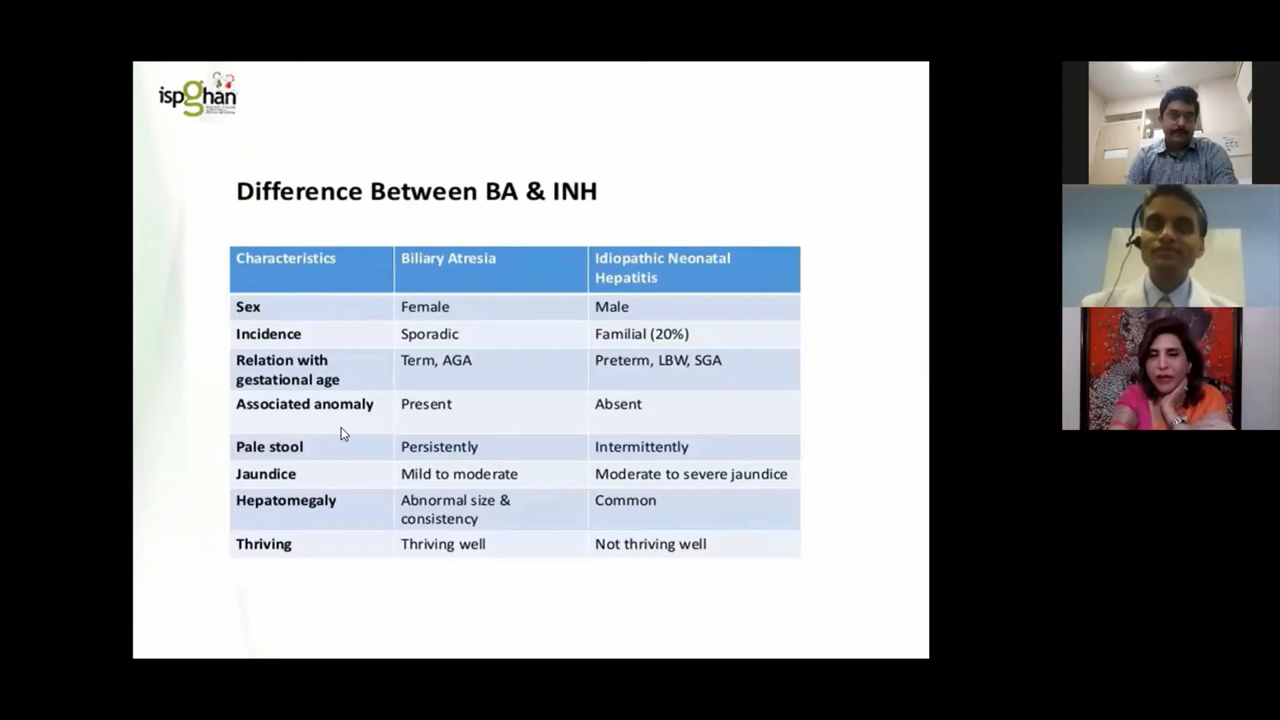 ispghan
Difference Between BA & INH
Characteristics Biliary Atresia Idiopathic Neonatal
Hepatitis
Sex Female Male
Incidence Sporadic Familial (20%)
Relation with Term, AGA Preterm, LBW, SGA
gestational age
Associated anomaly Present Absent
Pale stool Persistently Intermittently
Jaundice Mild to moderate Moderate to severe jaundice
Hepatomegaly Abnormal size & Common
consistency
Thriving Thriving well Not thriving well